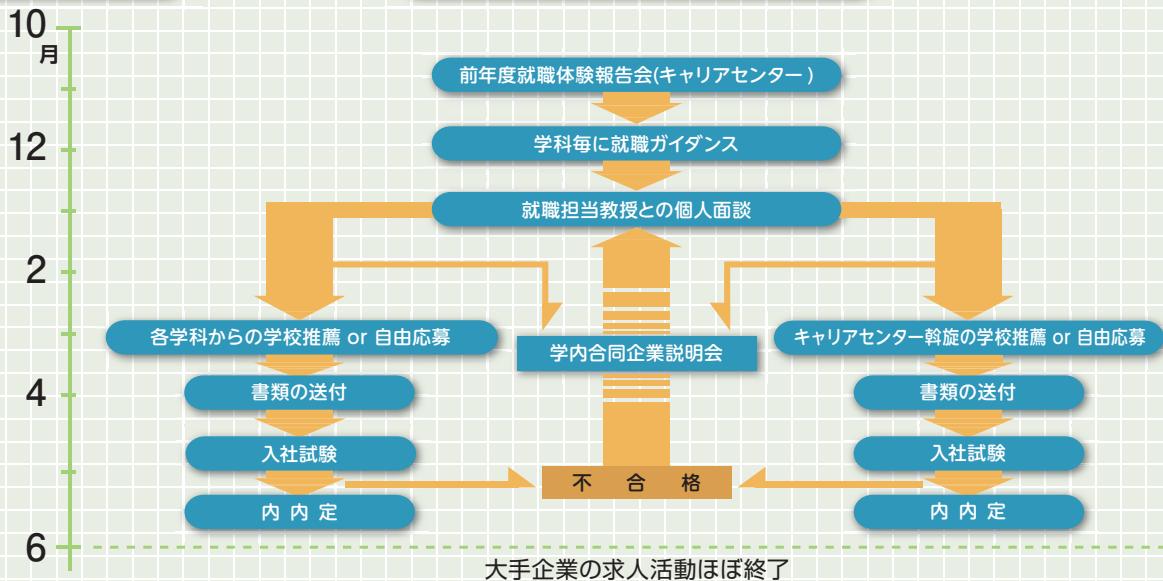 10
月
前年度就職体験報告会(キャリアセンター)
12
学科毎に就職ガイダンス
就職担当教授との個人面談
2
各学科からの学校推薦 or 自由応募
学内合同企業説明会
キャリアセンター斡旋の学校推薦 or 自由応募
4
書類の送付
書類の送付
入社試験
入社試験
不合格
内内定
内内定
6
大手企業の求人活動ほぼ終了